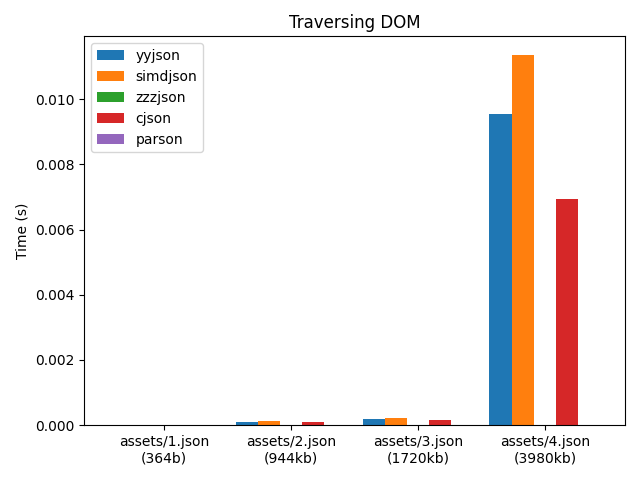 Traversing DOM
yyjson
simdjson
zzzjson
cjson
parson
Time (s)
0.010
0.008
0.006
0.004
0.002
0.000
assets/1.json
(364b)
assets/2.json
(944kb)
assets/3.json
(1720kb)
assets/4.json
(3980kb)